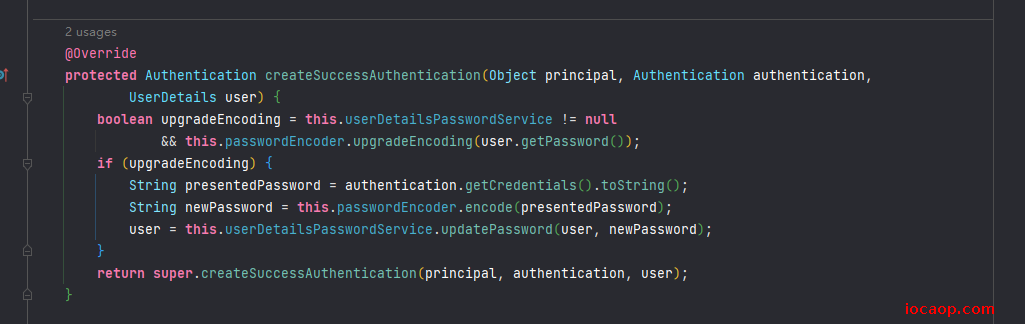 2 usages
@Override
protected Authentication createSuccessAuthentication(Object principal, Authentication authentication,
        UserDetails user) {
    boolean upgradeEncoding = this.userDetailsPasswordService != null
            && this.passwordEncoder.upgradeEncoding(user.getPassword());
    if (upgradeEncoding) {
        String presentedPassword = authentication.getCredentials().toString();
        String newPassword = this.passwordEncoder.encode(presentedPassword);
        user = this.userDetailsPasswordService.updatePassword(user, newPassword);
    }
    return super.createSuccessAuthentication(principal, authentication, user);
}
iocaop.com